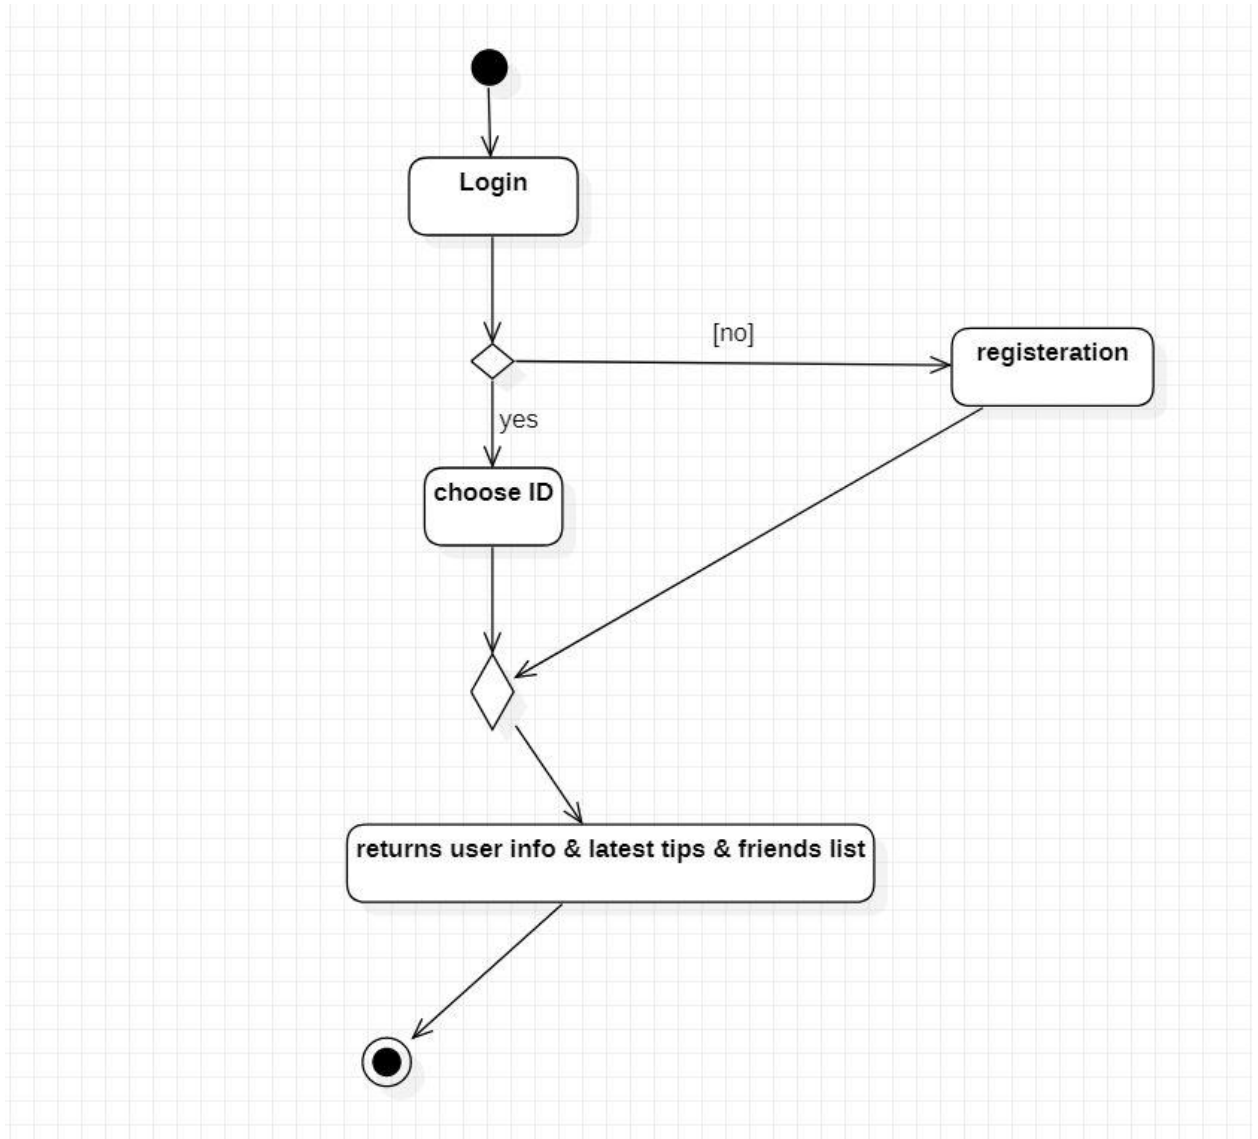 Login
[no]
registeration
yes
choose ID
returns user info & latest tips & friends list